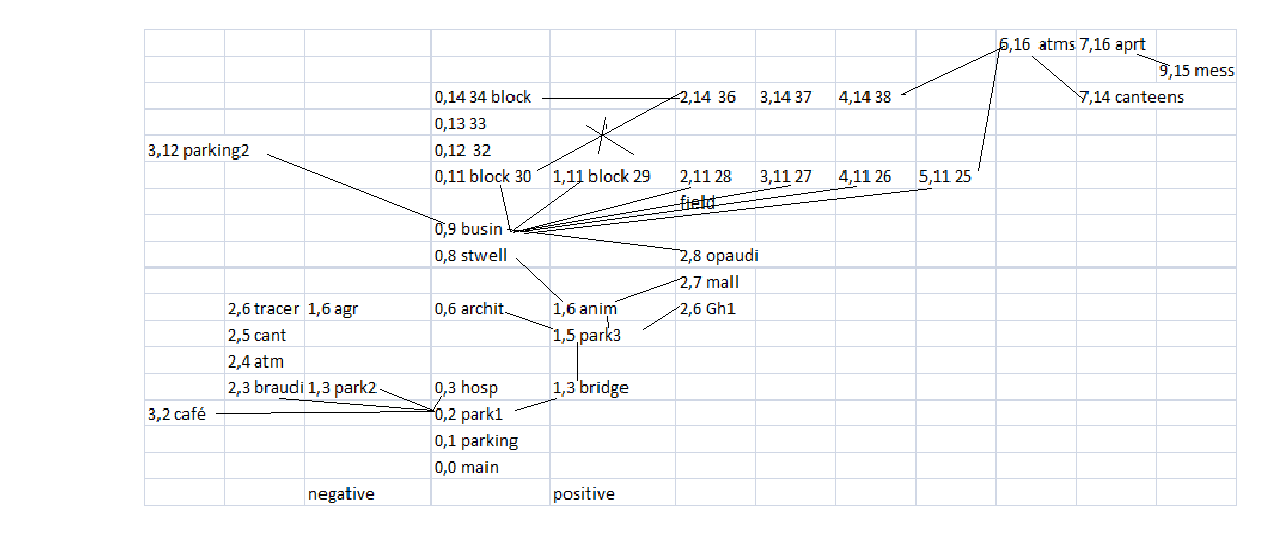 6,16 atms 7,16 aprt
9,15 mess
0,14 34 block 2,14 36 3,14 37 4,14 38 7,14 canteens
0,13 33
3,12 parking2 0,12 32
0,11 block 30 1,11 block 29 2,11 28 3,11 27 4,11 26 5,11 25
field
0,9 busin
0,8 stwell 2,8 opaudi
2,7 mall
2,6 tracer 1,6 agr 0,6 archit 1,6 anim 2,6 Gh1
2,5 cant 1,5 park3
2,4 atm
2,3 braudi 1,3 park2 0,3 hosp 1,3 bridge
3,2 café 0,2 park1
0,1 parking
0,0 main
negative positive